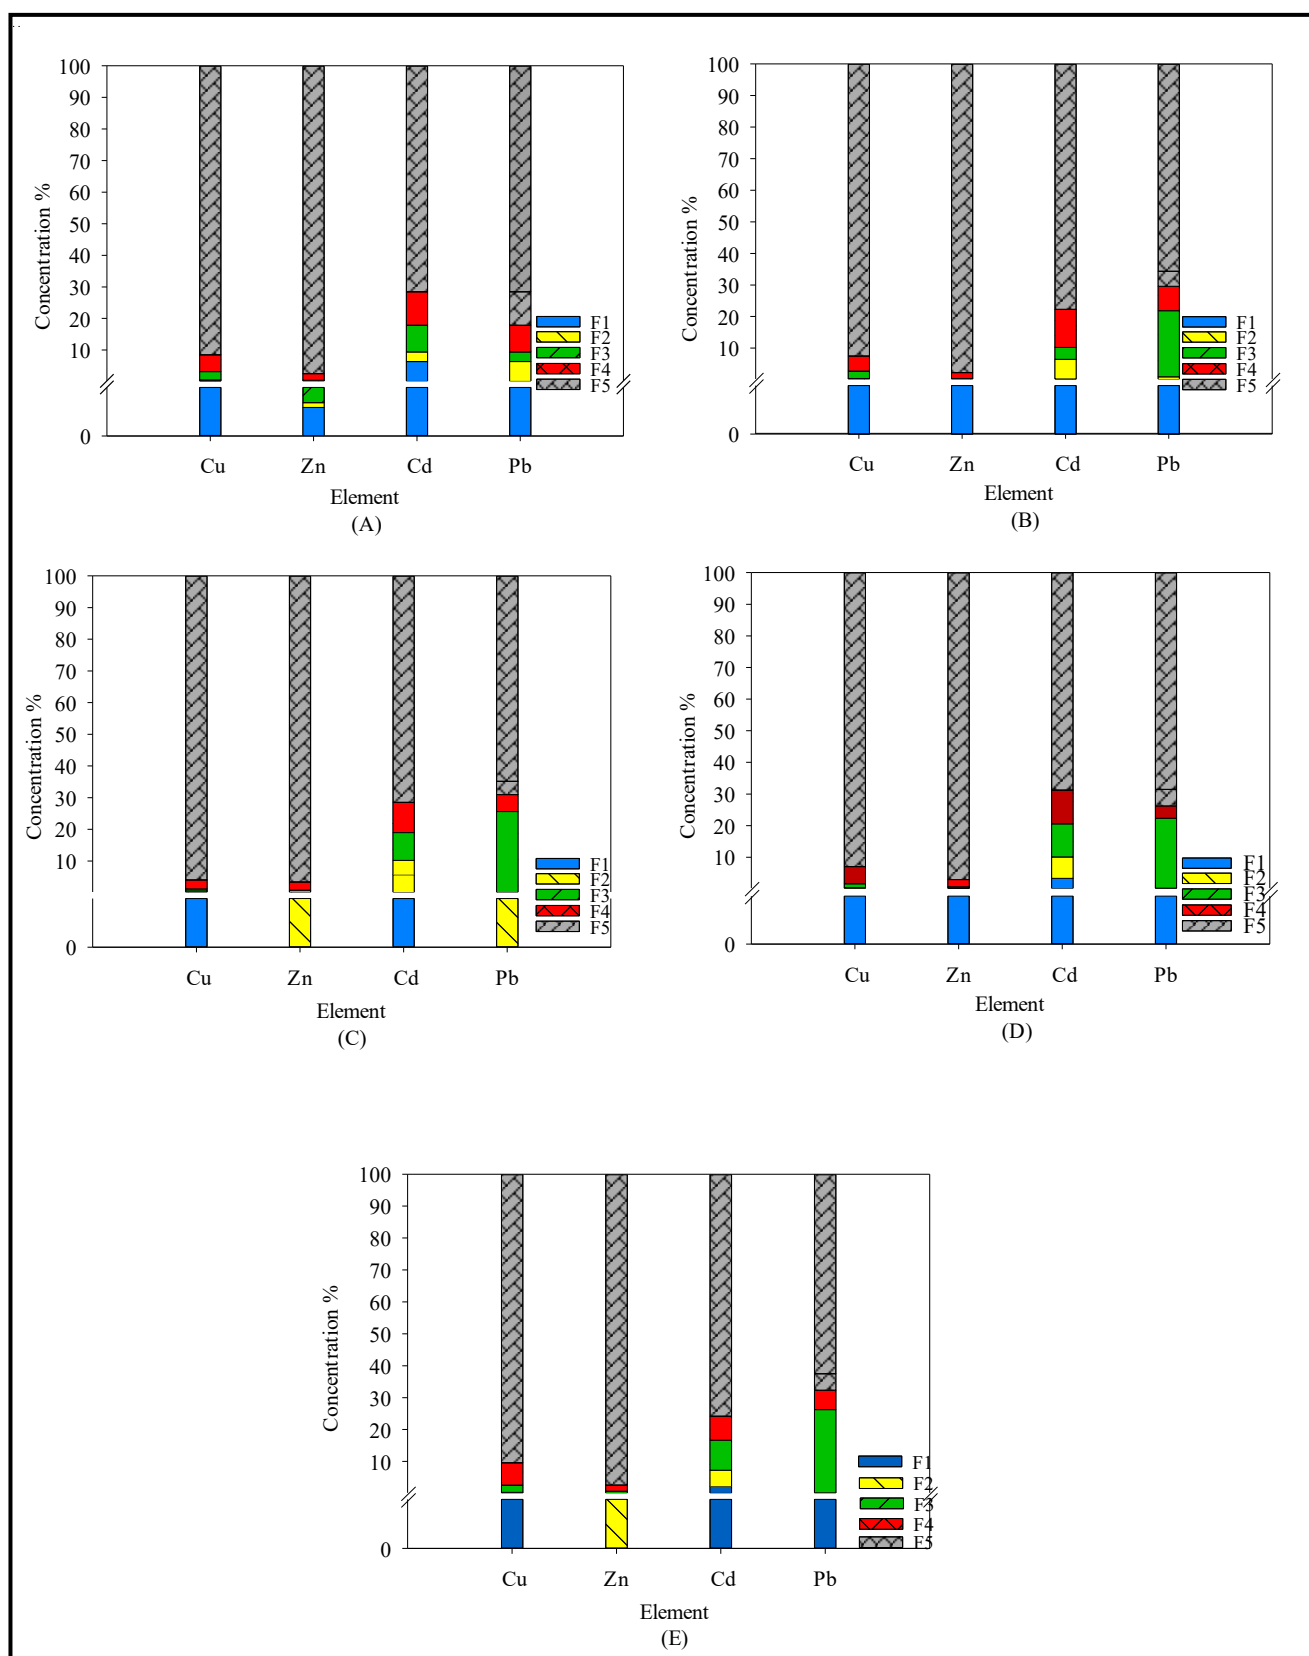 100
90
80
70
60
50
40
30
20
10
0
Concentration %
F1
F2
F3
F4
F5
Cu Zn Cd Pb
Element
(A)
100
90
80
70
60
50
40
30
20
10
0
Concentration %
F1
F2
F3
F4
F5
Cu Zn Cd Pb
Element
(B)
100
90
80
70
60
50
40
30
20
10
0
Concentration %
F1
F2
F3
F4
F5
Cu Zn Cd Pb
Element
(C)
100
90
80
70
60
50
40
30
20
10
0
Concentration %
F1
F2
F3
F4
F5
Cu Zn Cd Pb
Element
(D)
100
90
80
70
60
50
40
30
20
10
0
Concentration %
F1
F2
F3
F4
F5
Cu Zn Cd Pb
Element
(E)